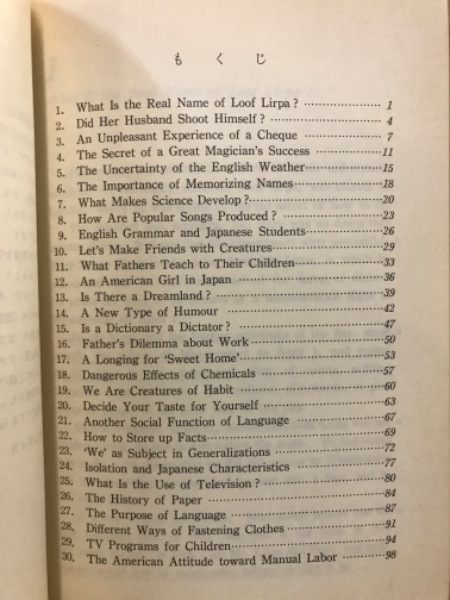 もくじ
1. What Is the Real Name of Loof Lirpa? ………………… 1
2. Did Her Husband Shoot Himself? ………………… 4
3. An Unpleasant Experience of a Cheque ………………… 7
4. The Secret of a Great Magician's Success ………………… 11
5. The Uncertainty of the English Weather ………………… 15
6. The Importance of Memorizing Names ………………… 18
7. What Makes Science Develop? ………………… 20
8. How Are Popular Songs Produced? ………………… 23
9. English Grammar and Japanese Students ………………… 26
10. Let's Make Friends with Creatures ………………… 29
11. What Fathers Teach to Their Children ………………… 33
12. An American Girl in Japan ………………… 36
13. Is There a Dreamland? ………………… 39
14. A New Type of Humour ………………… 42
15. Is a Dictionary a Dictator? ………………… 47
16. Father's Dilemma about Work ………………… 50
17. A Longing for 'Sweet Home' ………………… 53
18. Dangerous Effects of Chemicals ………………… 57
19. We Are Creatures of Habit ………………… 60
20. Decide Your Taste for Yourself ………………… 63
21. Another Social Function of Language ………………… 67
22. How to Store up Facts ………………… 69
23. 'We' as Subject in Generalizations ………………… 72
24. Isolation and Japanese Characteristics ………………… 77
25. What Is the Use of Television? ………………… 80
26. The History of Paper ………………… 84
27. The Purpose of Language ………………… 87
28. Different Ways of Fastening Clothes ………………… 91
29. TV Programs for Children ………………… 94
30. The American Attitude toward Manual Labor ………………… 98